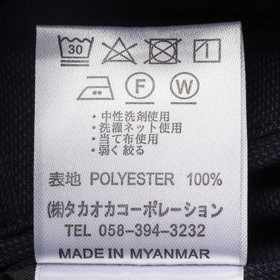 30
F W
・中性洗剤使用
・洗濯ネット使用
・当て布使用
・弱く絞る
表地 POLYESTER 100%
㈱タカオカコーポレーション
TEL 058-394-3232
MADE IN MYANMAR